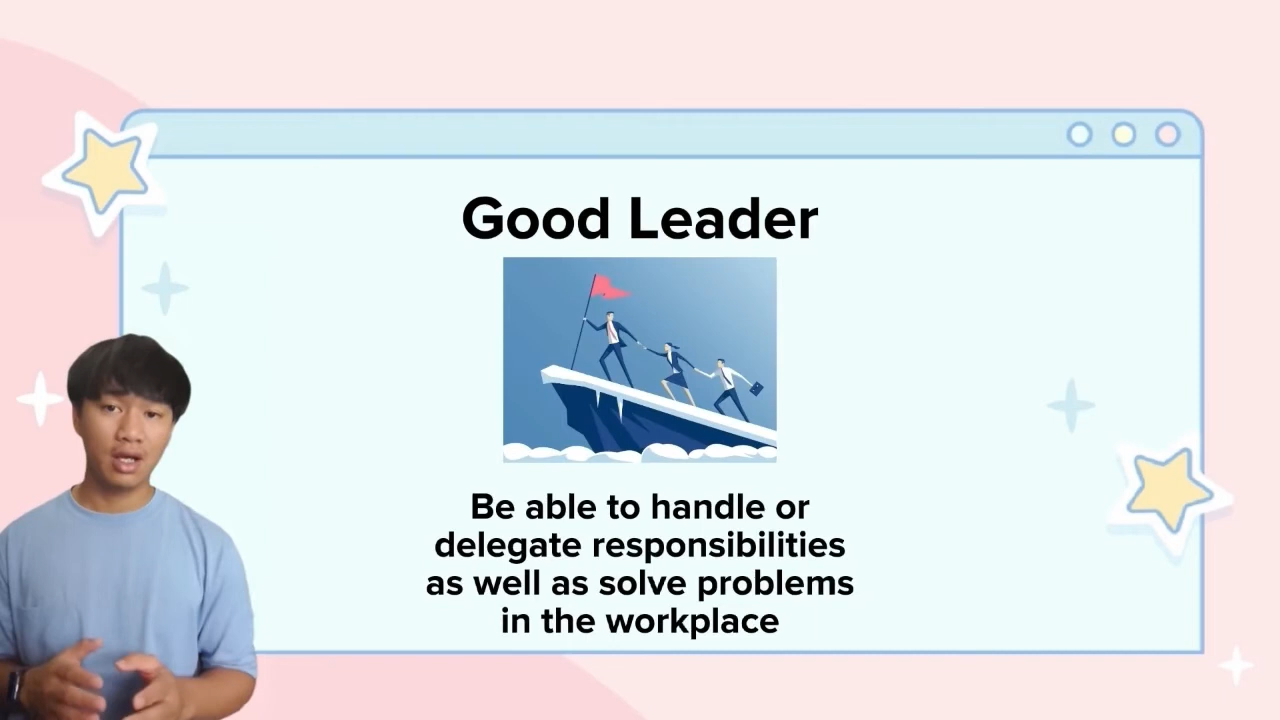 Good Leader
Be able to handle or
delegate responsibilities
as well as solve problems
in the workplace